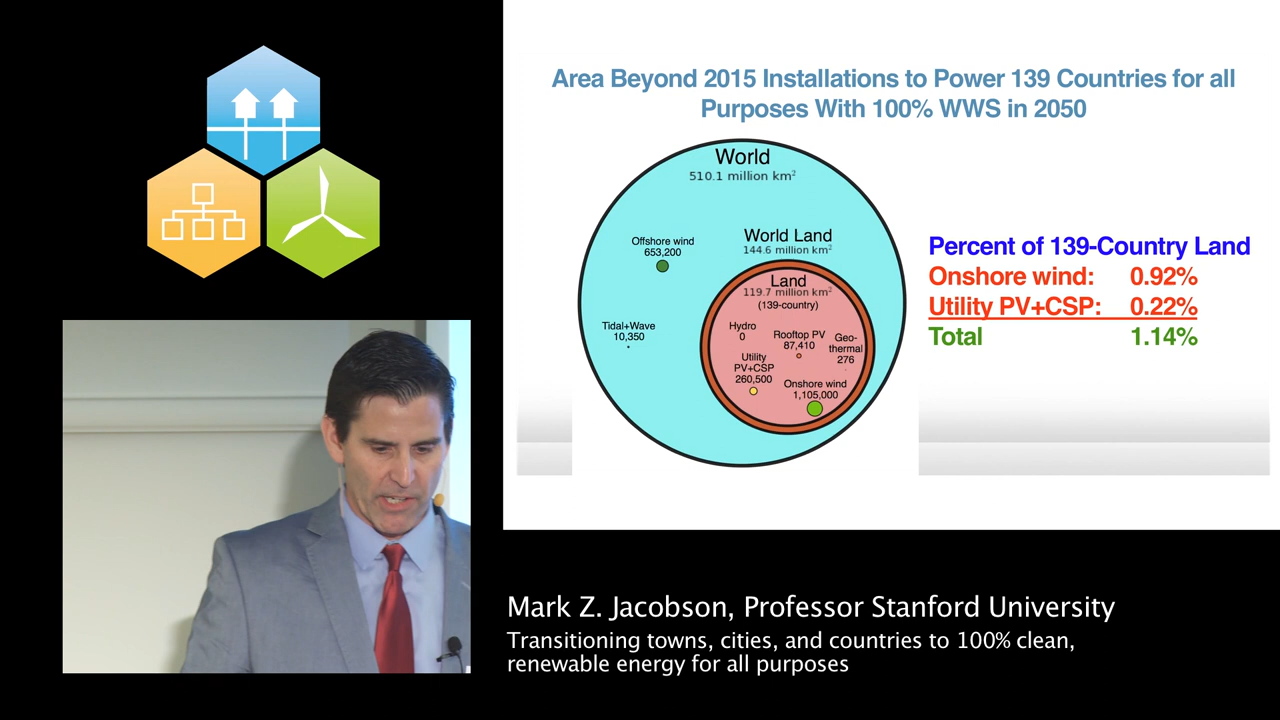 Area Beyond 2015 Installations to Power 139 Countries for all
Purposes With 100% WWS in 2050
World
510.1 million km²
Offshore wind
653,200
World Land
144.6 million km²
Land
119.7 million km²
(139-country)
Tidal+Wave
10,350
Hydro
0
Rooftop PV
87,410
Geo-
thermal
276
Utility
PV+CSP
260,500
Onshore wind
1,105,000
Percent of 139-Country Land
Onshore wind: 0.92%
Utility PV+CSP: 0.22%
Total 1.14%
Mark Z. Jacobson, Professor Stanford University
Transitioning towns, cities, and countries to 100% clean,
renewable energy for all purposes